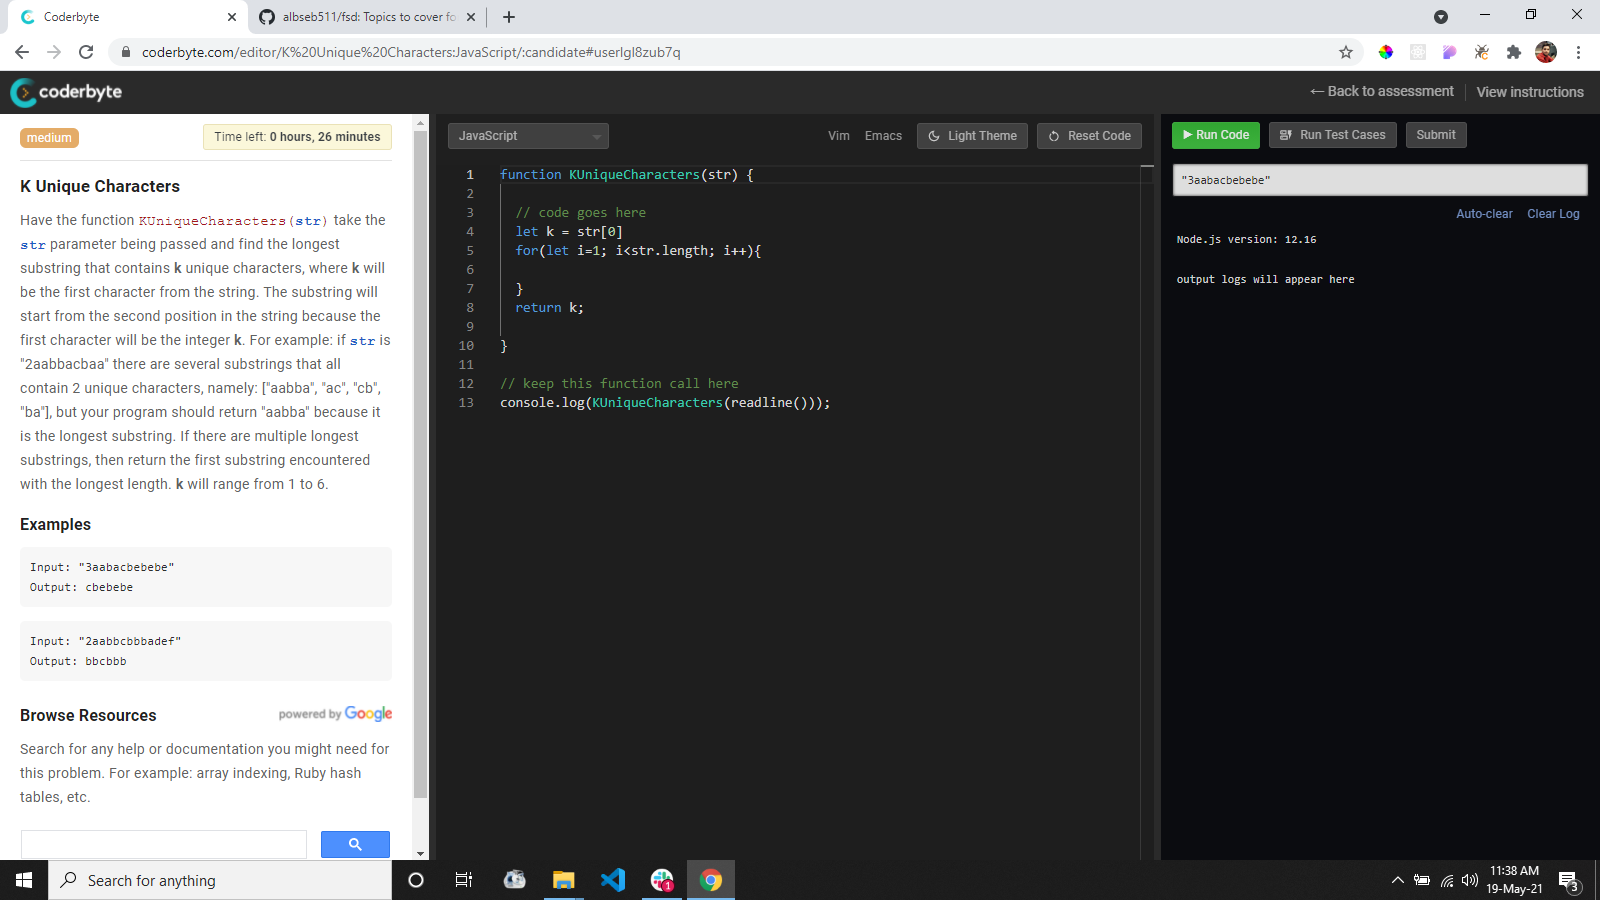 Coderbyte
albseb511/fsd: Topics to cover fo
coderbyte.com/editor/K%20Unique%20Characters:JavaScript/:candidate#userlgl8zub7q
coderbyte
Back to assessment
View instructions
medium
Time left: 0 hours, 26 minutes
K Unique Characters
Have the function KUniqueCharacters(str) take the
str parameter being passed and find the longest
substring that contains k unique characters, where k will
be the first character from the string. The substring will
start from the second position in the string because the
first character will be the integer k. For example: if str is
"2aabbacbaa" there are several substrings that all
contain 2 unique characters, namely: ["aabba", "ac", "cb",
"ba"], but your program should return "aabba" because it
is the longest substring. If there are multiple longest
substrings, then return the first substring encountered
with the longest length. k will range from 1 to 6.
Examples
Input: "3aabacbebebe"
Output: cbebebe
Input: "2aabbcbbbadef"
Output: bbcbbb
Browse Resources
powered by Google
Search for any help or documentation you might need for
this problem. For example: array indexing, Ruby hash
tables, etc.
JavaScript
Vim
Emacs
Light Theme
Reset Code
1 function KUniqueCharacters(str) {
2
3 // code goes here
4 let k = str[0]
5 for(let i=1; i<str.length; i++){
6
7 }
8 return k;
9
10 }
11
12 // keep this function call here
13 console.log(KUniqueCharacters(readline()));
Run Code
Run Test Cases
Submit
"3aabacbebebe"
Auto-clear
Clear Log
Node.js version: 12.16
output logs will appear here
Search for anything
1
11:38 AM
19-May-21
3